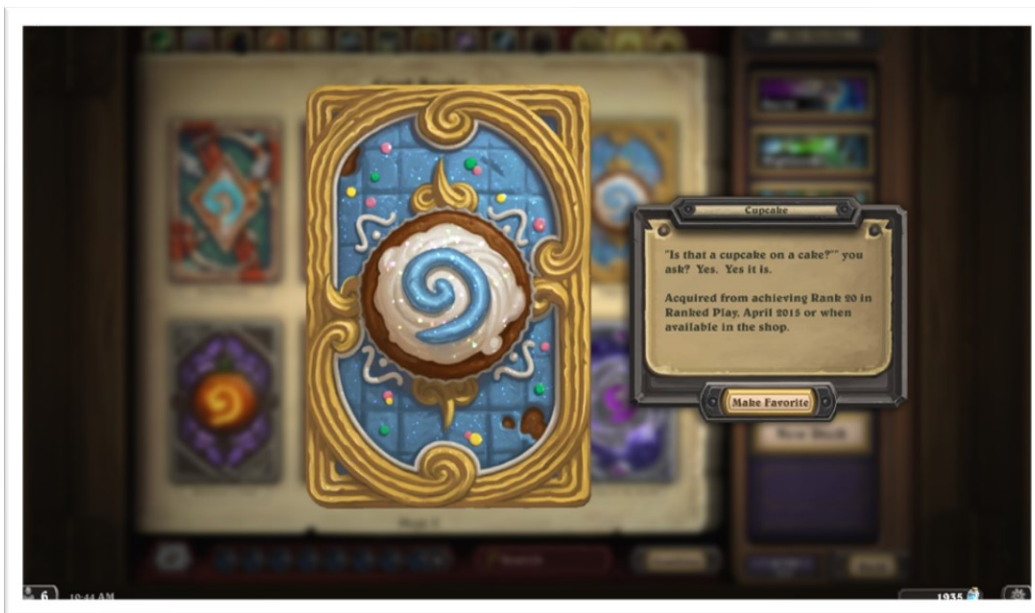 Cupcake
"Is that a cupcake on a cake?"" you
ask? Yes. Yes it is.
Acquired from achieving Rank 20 in
Ranked Play, April 2015 or when
available in the shop.
Make Favorite
New Deck
6
10:44 AM
1935